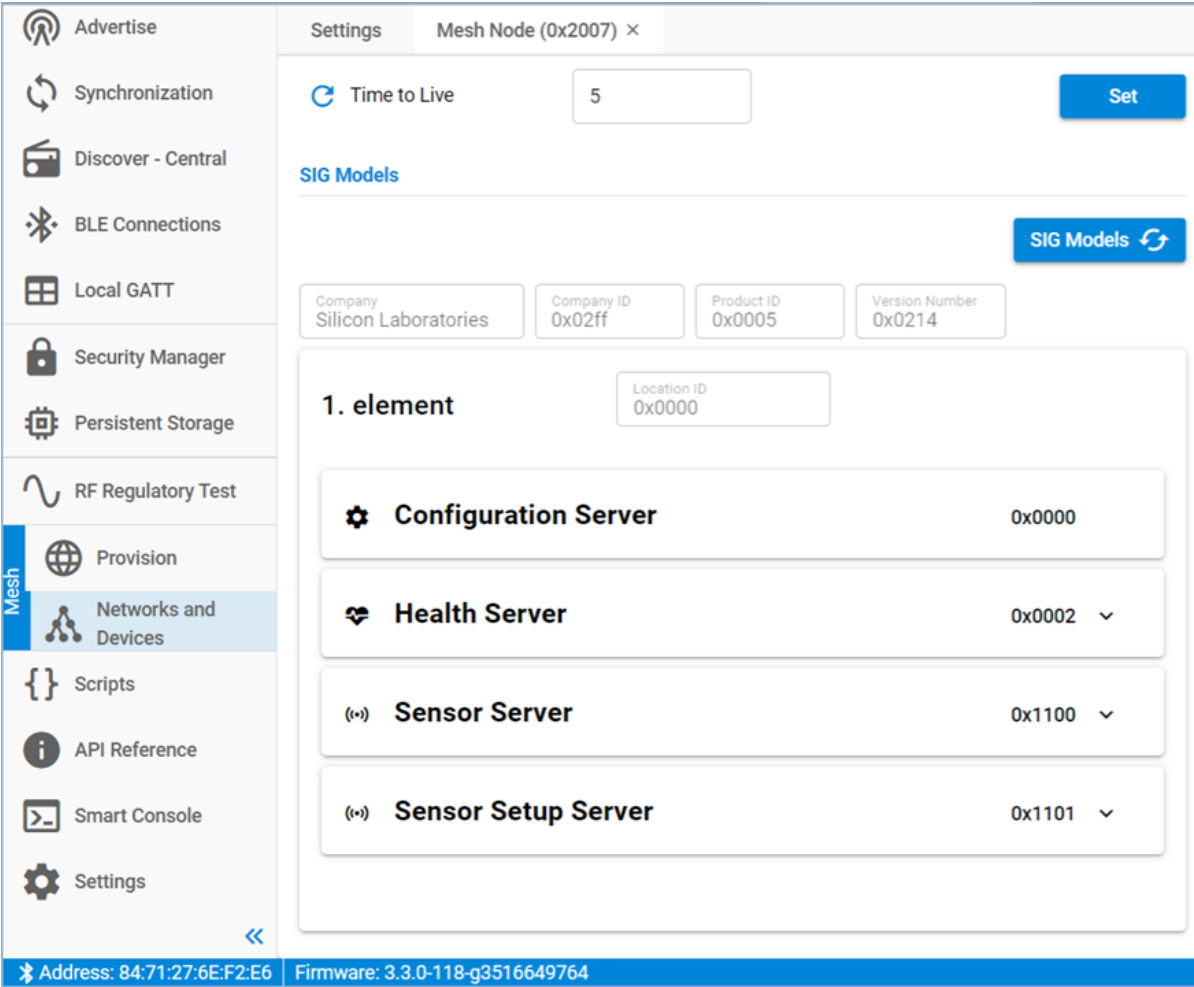 Advertise
Synchronization
Discover - Central
BLE Connections
Local GATT
Security Manager
Persistent Storage
RF Regulatory Test
Mesh
Provision
Networks and
Devices
Scripts
API Reference
Smart Console
Settings
Settings
Mesh Node (0x2007) ×
Time to Live
5
Set
SIG Models
SIG Models
Company
Silicon Laboratories
Company ID
0x02ff
Product ID
0x0005
Version Number
0x0214
1. element
Location ID
0x0000
Configuration Server
0x0000
Health Server
0x0002
Sensor Server
0x1100
Sensor Setup Server
0x1101
Address: 84:71:27:6E:F2:E6
Firmware: 3.3.0-118-g3516649764